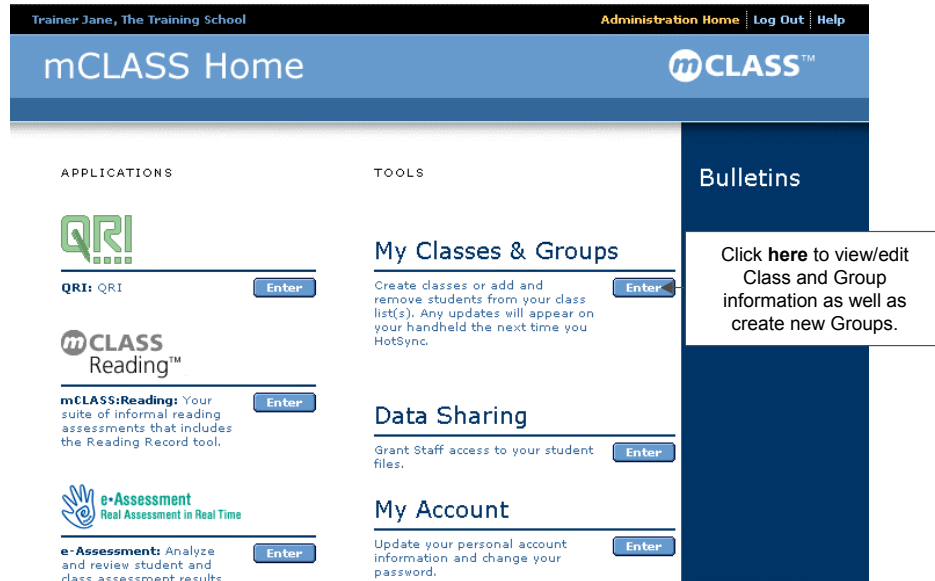 Trainer Jane, The Training School
Administration Home Log Out Help
mCLASS Home
mCLASS™
APPLICATIONS
QRI
QRI: QRI
Enter
mCLASS
Reading™
mCLASS:Reading: Your
suite of informal reading
assessments that includes
the Reading Record tool.
Enter
e•Assessment
Real Assessment in Real Time
e-Assessment: Analyze
and review student and
class assessment results
Enter
TOOLS
My Classes & Groups
Create classes or add and
remove students from your class
list(s). Any updates will appear on
your handheld the next time you
HotSync.
Enter
Data Sharing
Grant Staff access to your student
files.
Enter
My Account
Update your personal account
information and change your
password.
Enter
Bulletins
Click here to view/edit
Class and Group
information as well as
create new Groups.